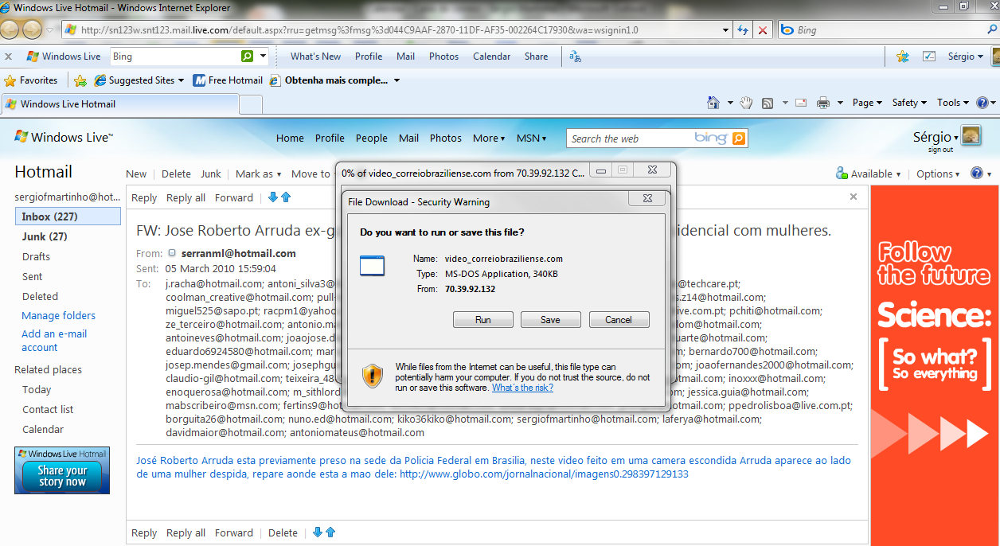 Windows Live Hotmail - Windows Internet Explorer
http://sn123w.snt123.mail.live.com/default.aspx?rru=getmsg%3fmsg%3d044C9AAF-2870-11DF-AF35-002264C17930&wa=wsignin1.0
Bing
Windows Live Bing What's New Profile Mail Photos Calendar Share Sérgio
Favorites Suggested Sites Free Hotmail Obtenha mais comple...
Windows Live Hotmail Page Safety Tools
Windows Live™ Home Profile People Mail Photos More MSN Search the web bing Sérgio
sign out
Hotmail New Delete Junk Mark as Move to Available Options
0% of video_correiobraziliense.com from 70.39.92.132 C...
sergiofmartinho@hot... Reply Reply all Forward
File Download - Security Warning
Inbox (227)
Junk (27)
Drafts
Sent
Deleted
Manage folders
Add an e-mail
account
Related places
Today
Contact list
Calendar
Windows Live Hotmail
Share your
story now
FW: Jose Roberto Arruda ex-g idencial com mulheres.
From: serranml@hotmail.com
Sent: 05 March 2010 15:59:04
To: j.racha@hotmail.com; antoni_silva3@ @techcare.pt;
coolman_creative@hotmail.com; pull- s.z14@hotmail.com;
miguel525@sapo.pt; racpm1@yahoo ive.com.pt; pchiti@hotmail.com;
ze_terceiro@hotmail.com; antonio.ma dom@hotmail.com;
antoineves@hotmail.com; joaojose.d uarte@hotmail.com;
eduardo6924580@hotmail.com; mar ; bernardo700@hotmail.com;
josep.mendes@gmail.com; josephgu ; joaofernandes2000@hotmail.com;
claudio-gil@hotmail.com; teixeira_48 otmail.com; inoxxx@hotmail.com;
enoquerosa@hotmail.com; m_sithlord .com; jessica.guia@hotmail.com;
mabscribeiro@msn.com; fertins9@hotmail.com; ppedrolisboa@live.com.pt;
borguita26@hotmail.com; nuno.ed@hotmail.com; kiko36kiko@hotmail.com; sergiofmartinho@hotmail.com; laferya@hotmail.com;
davidmaior@hotmail.com; antoniomateus@hotmail.com
Do you want to run or save this file?
Name: video_correiobraziliense.com
Type: MS-DOS Application, 340KB
From: 70.39.92.132
Run Save Cancel
While files from the Internet can be useful, this file type can
potentially harm your computer. If you do not trust the source, do not
run or save this software. What's the risk?
José Roberto Arruda esta previamente preso na sede da Policia Federal em Brasilia, neste video feito em uma camera escondida Arruda aparece ao lado
de uma mulher despida, repare aonde esta a mao dele: http://www.globo.com/jornalnacional/imagens0.298397129133
Reply Reply all Forward Delete
Follow
the future
Science:
So what?
So everything